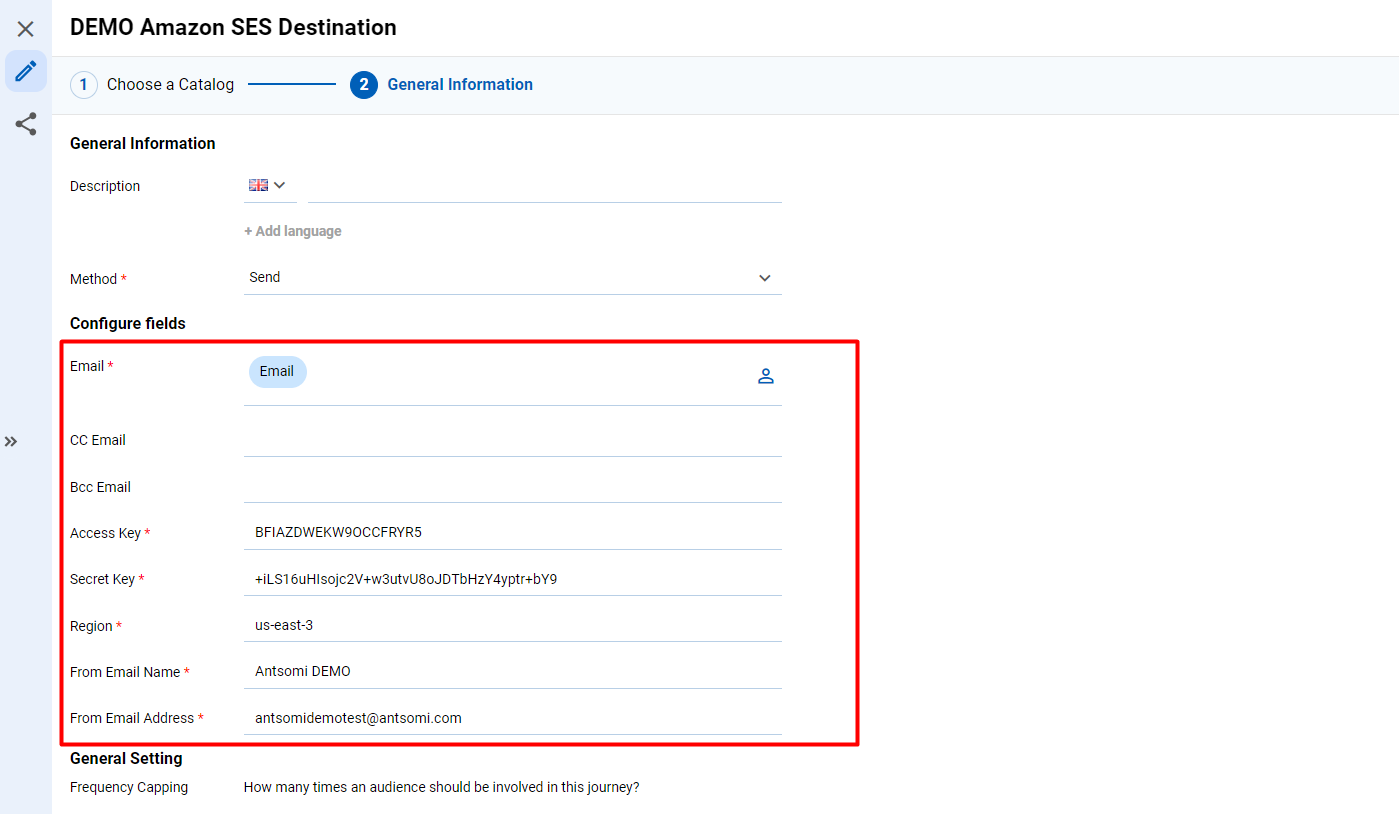 DEMO Amazon SES Destination
1 Choose a Catalog 2 General Information
General Information
Description
+ Add language
Method * Send
Configure fields
Email * Email
CC Email
Bcc Email
Access Key * BFIAZDWEKW9OCCFRYR5
Secret Key * +iLS16uHIsojc2V+w3utvU8oJDTbHzY4yptr+bY9
Region * us-east-3
From Email Name * Antsomi DEMO
From Email Address * antsomidemotest@antsomi.com
General Setting
Frequency Capping How many times an audience should be involved in this journey?